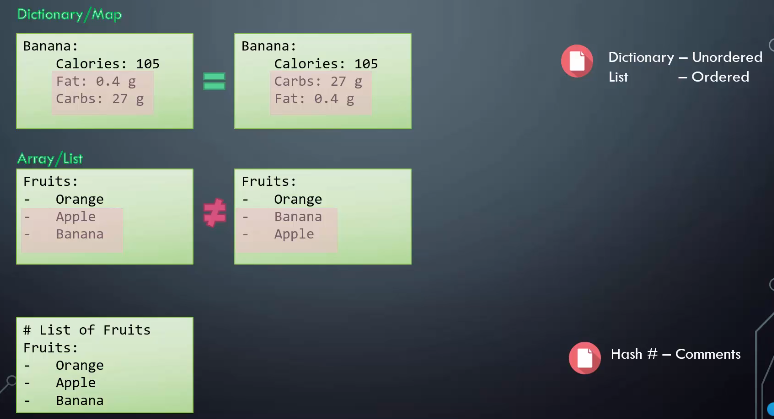 Dictionary/Map
Banana:
Calories: 105
Fat: 0.4 g
Carbs: 27 g
=
Banana:
Calories: 105
Carbs: 27 g
Fat: 0.4 g
Dictionary – Unordered
List – Ordered
Array/List
Fruits:
- Orange
- Apple
- Banana
≠
Fruits:
- Orange
- Banana
- Apple
# List of Fruits
Fruits:
- Orange
- Apple
- Banana
Hash # – Comments